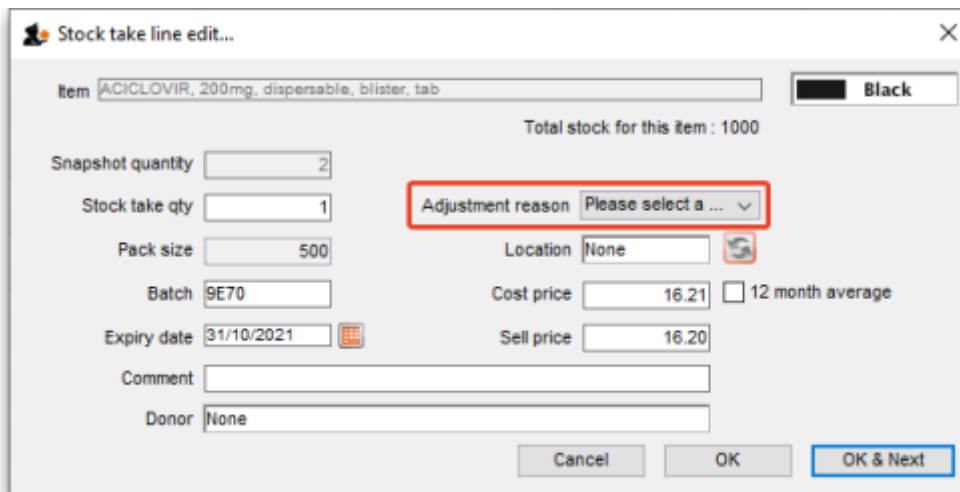 Stock take line edit...
Item ACICLOVIR, 200mg, dispersable, blister, tab Black
Total stock for this item : 1000
Snapshot quantity 2
Stock take qty 1 Adjustment reason Please select a ...
Pack size 500 Location None
Batch 9E70 Cost price 16.21 12 month average
Expiry date 31/10/2021 Sell price 16.20
Comment
Donor None
Cancel OK OK & Next